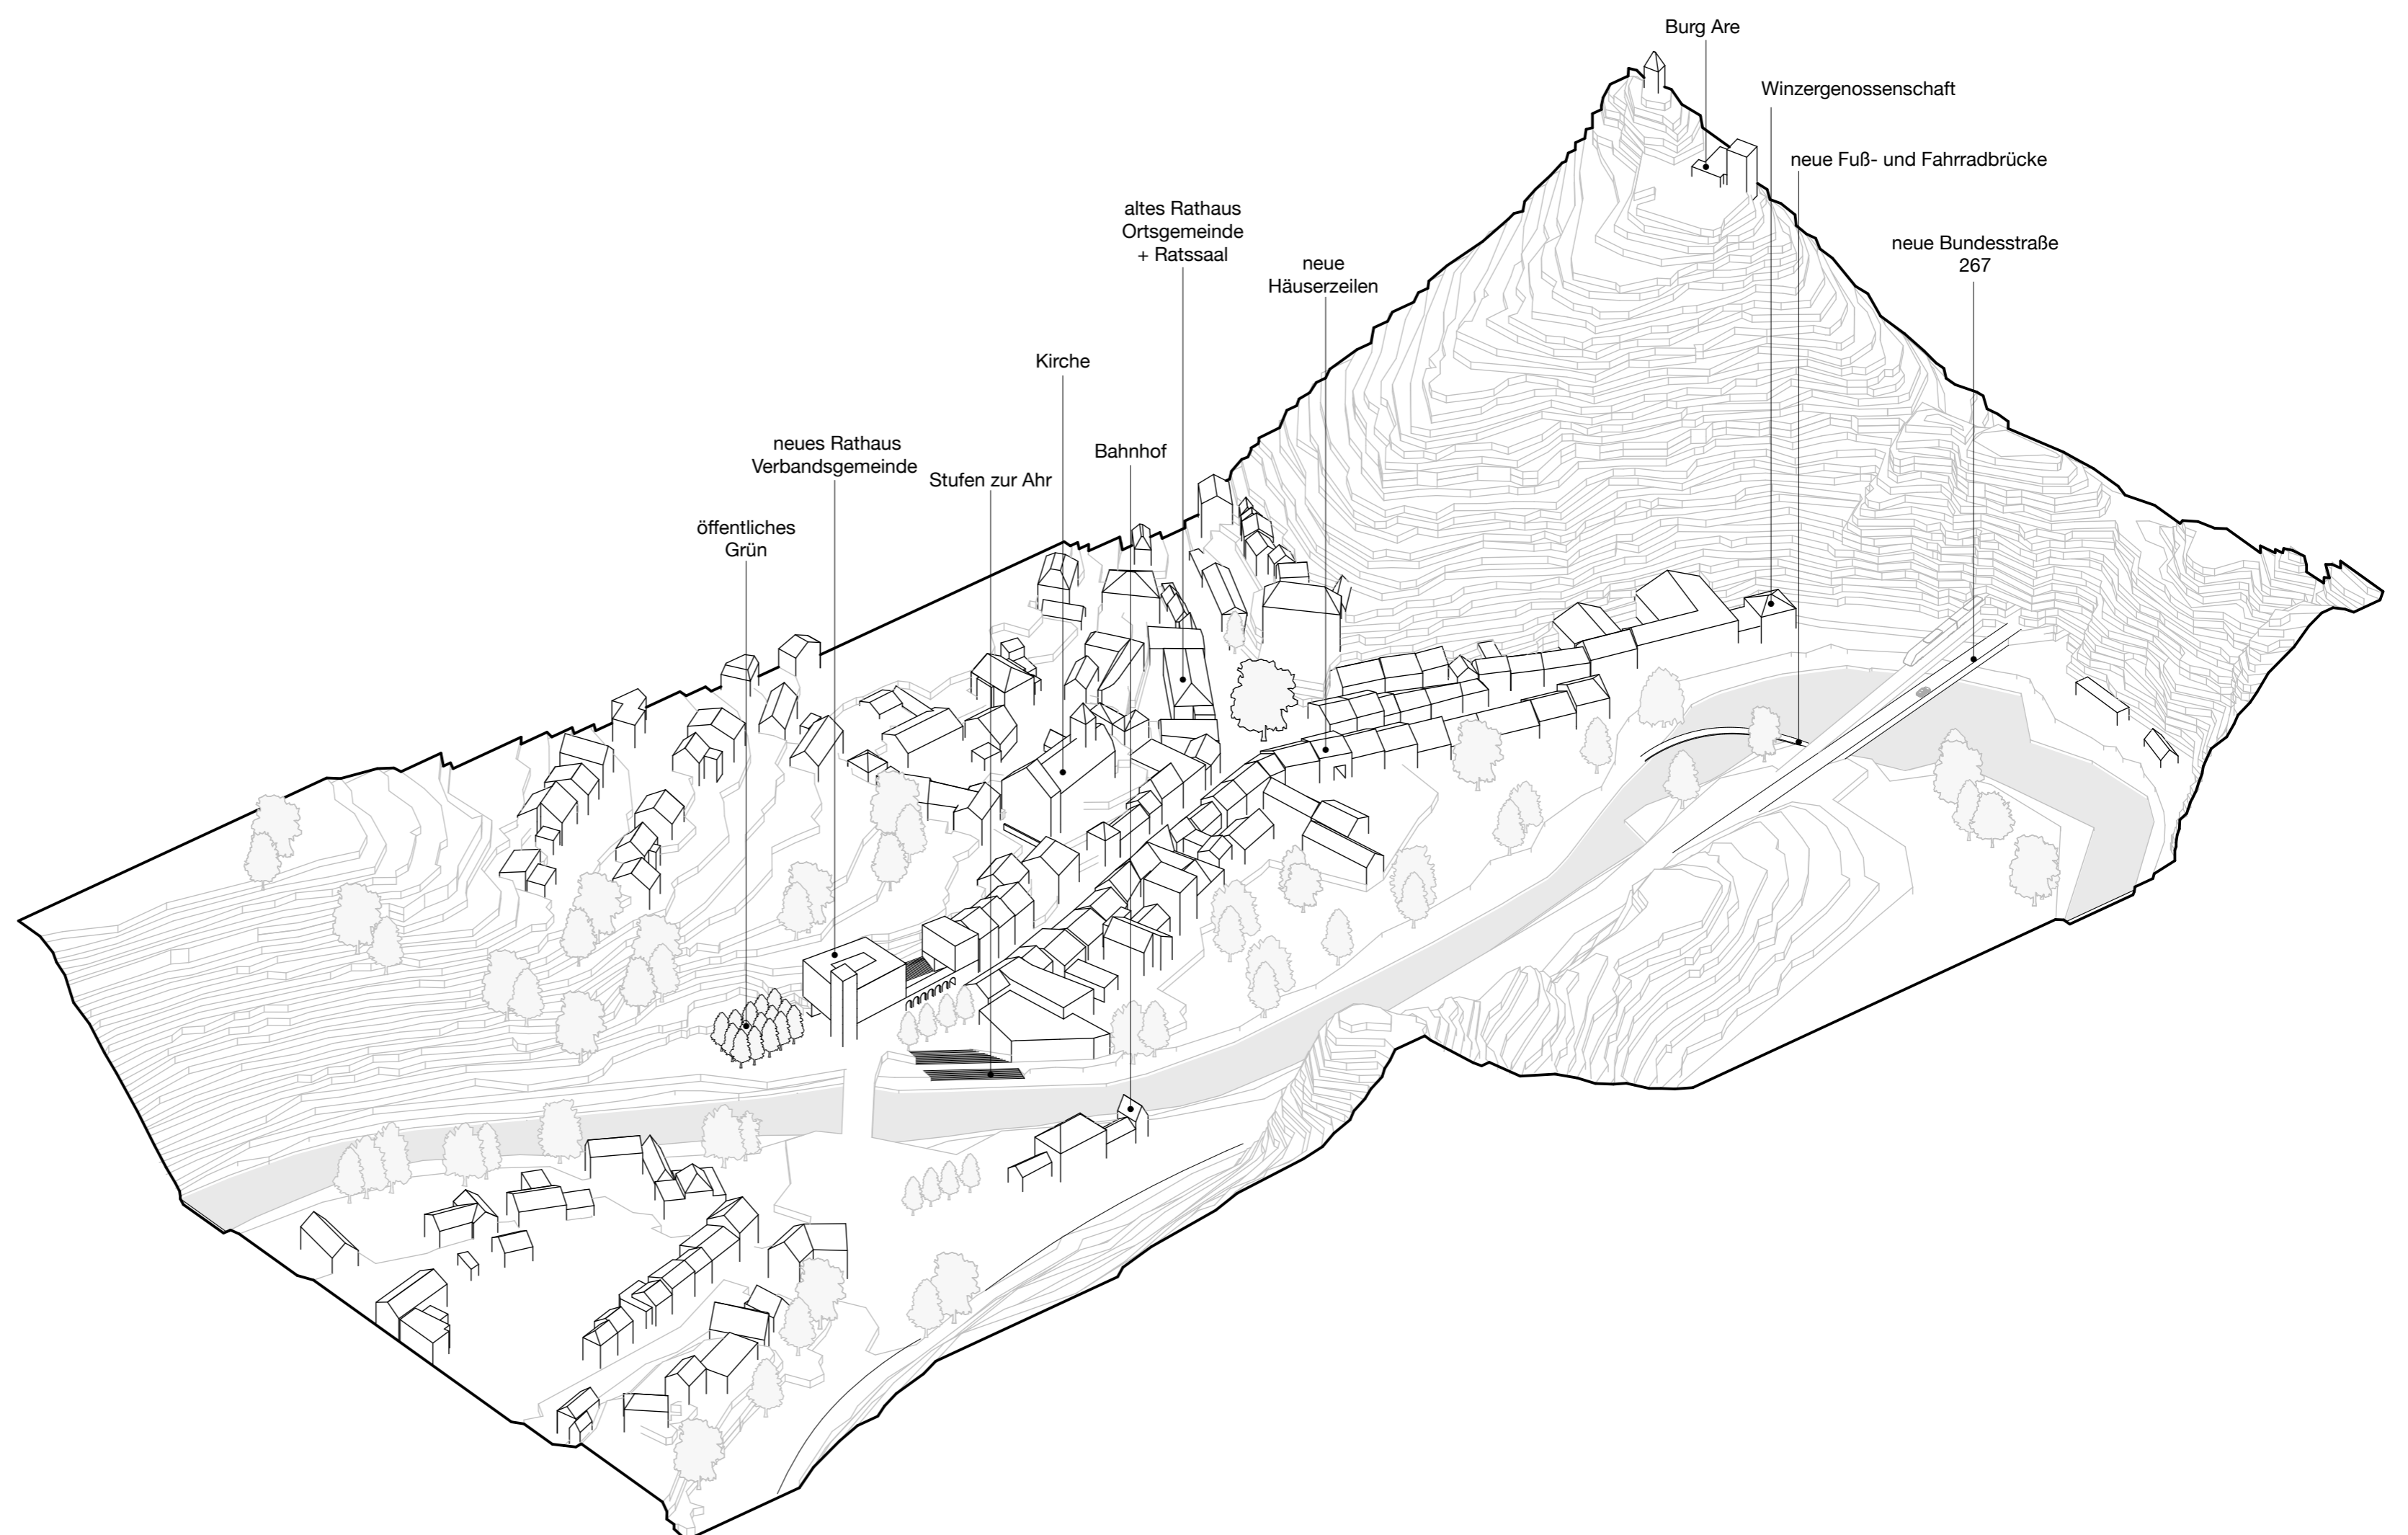 Burg Are
Winzergenossenschaft
neue Fuß- und Fahrradbrücke
altes Rathaus
Ortsgemeinde
+ Ratssaal
neue Bundesstraße
267
neue
Häuserzeilen
Kirche
neues Rathaus
Verbandsgemeinde
Bahnhof
Stufen zur Ahr
öffentliches
Grün